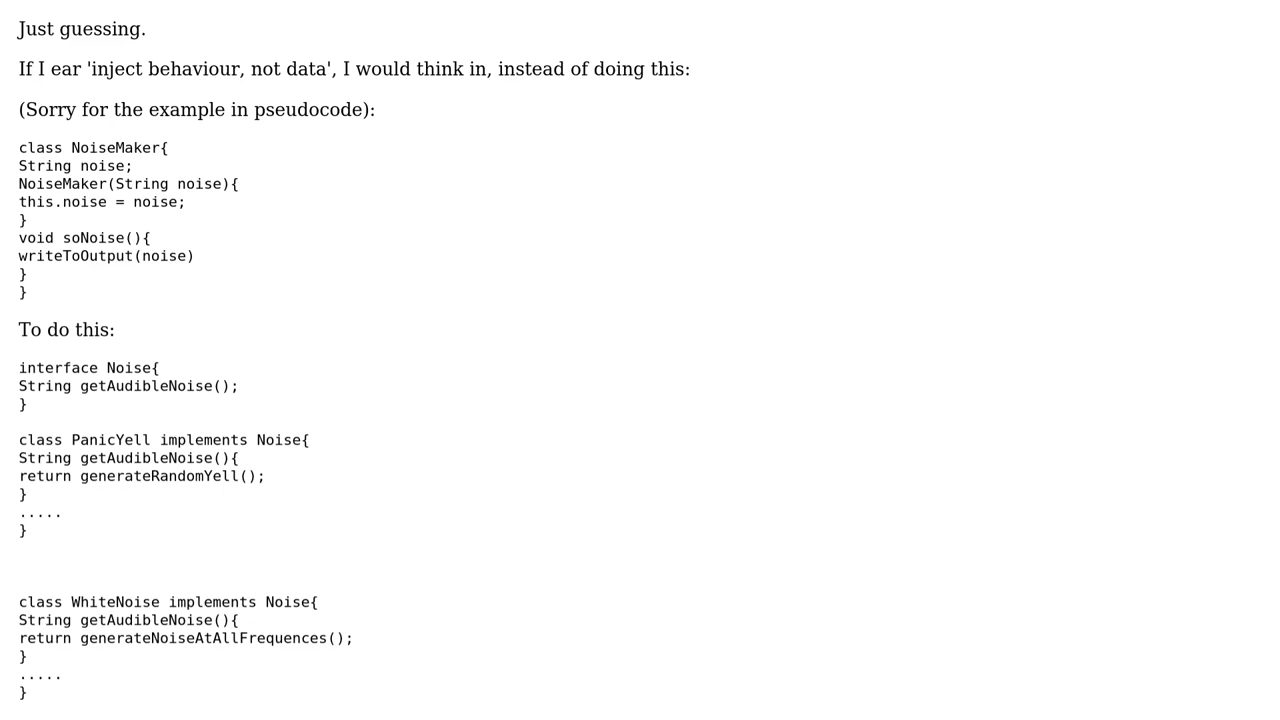 Just guessing.
If I ear 'inject behaviour, not data', I would think in, instead of doing this:
(Sorry for the example in pseudocode):
class NoiseMaker{
String noise;
NoiseMaker(String noise){
this.noise = noise;
}
void soNoise(){
writeToOutput(noise)
}
}
To do this:
interface Noise{
String getAudibleNoise();
}
class PanicYell implements Noise{
String getAudibleNoise(){
return generateRandomYell();
}
.....
}
class WhiteNoise implements Noise{
String getAudibleNoise(){
return generateNoiseAtAllFrequences();
}
.....
}